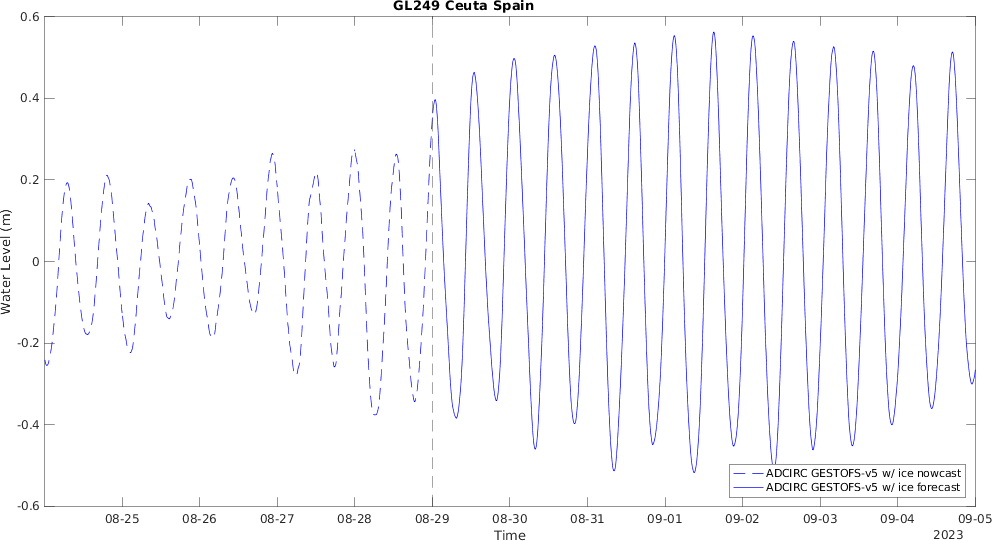 GL249 Ceuta Spain
0.6
0.4
0.2
0
-0.2
-0.4
-0.6
Water Level (m)
ADCIRC GESTOFS-v5 w/ ice nowcast
ADCIRC GESTOFS-v5 w/ ice forecast
08-25 08-26 08-27 08-28 08-29 08-30 08-31 09-01 09-02 09-03 09-04 09-05
Time
2023